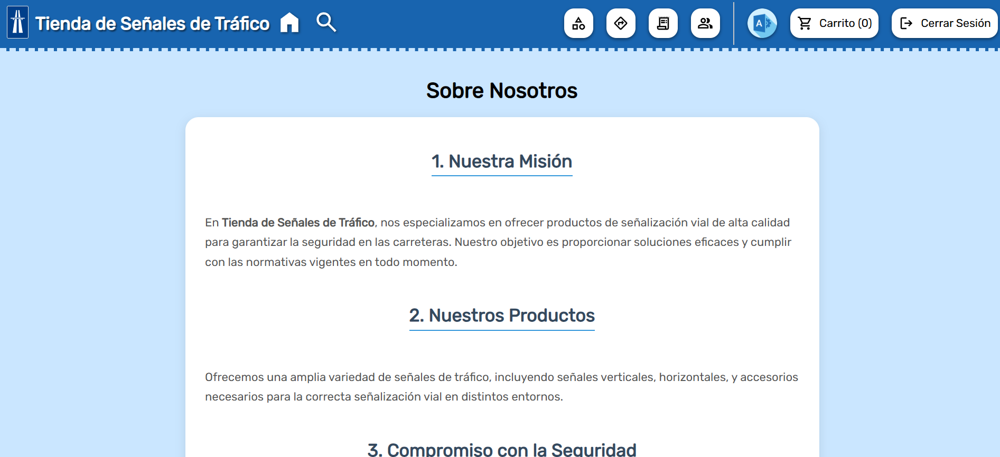 Tienda de Señales de Tráfico
A
Carrito (0)
Cerrar Sesión
Sobre Nosotros
1. Nuestra Misión
En Tienda de Señales de Tráfico, nos especializamos en ofrecer productos de señalización vial de alta calidad
para garantizar la seguridad en las carreteras. Nuestro objetivo es proporcionar soluciones eficaces y cumplir
con las normativas vigentes en todo momento.
2. Nuestros Productos
Ofrecemos una amplia variedad de señales de tráfico, incluyendo señales verticales, horizontales, y accesorios
necesarios para la correcta señalización vial en distintos entornos.
3. Compromiso con la Seguridad